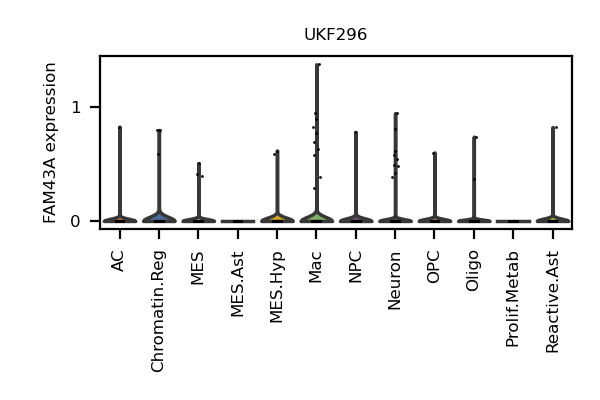 UKF296
FAM43A expression
1
0
AC
Chromatin.Reg
MES
MES.Ast
MES.Hyp
Mac
NPC
Neuron
OPC
Oligo
Prolif.Metab
Reactive.Ast